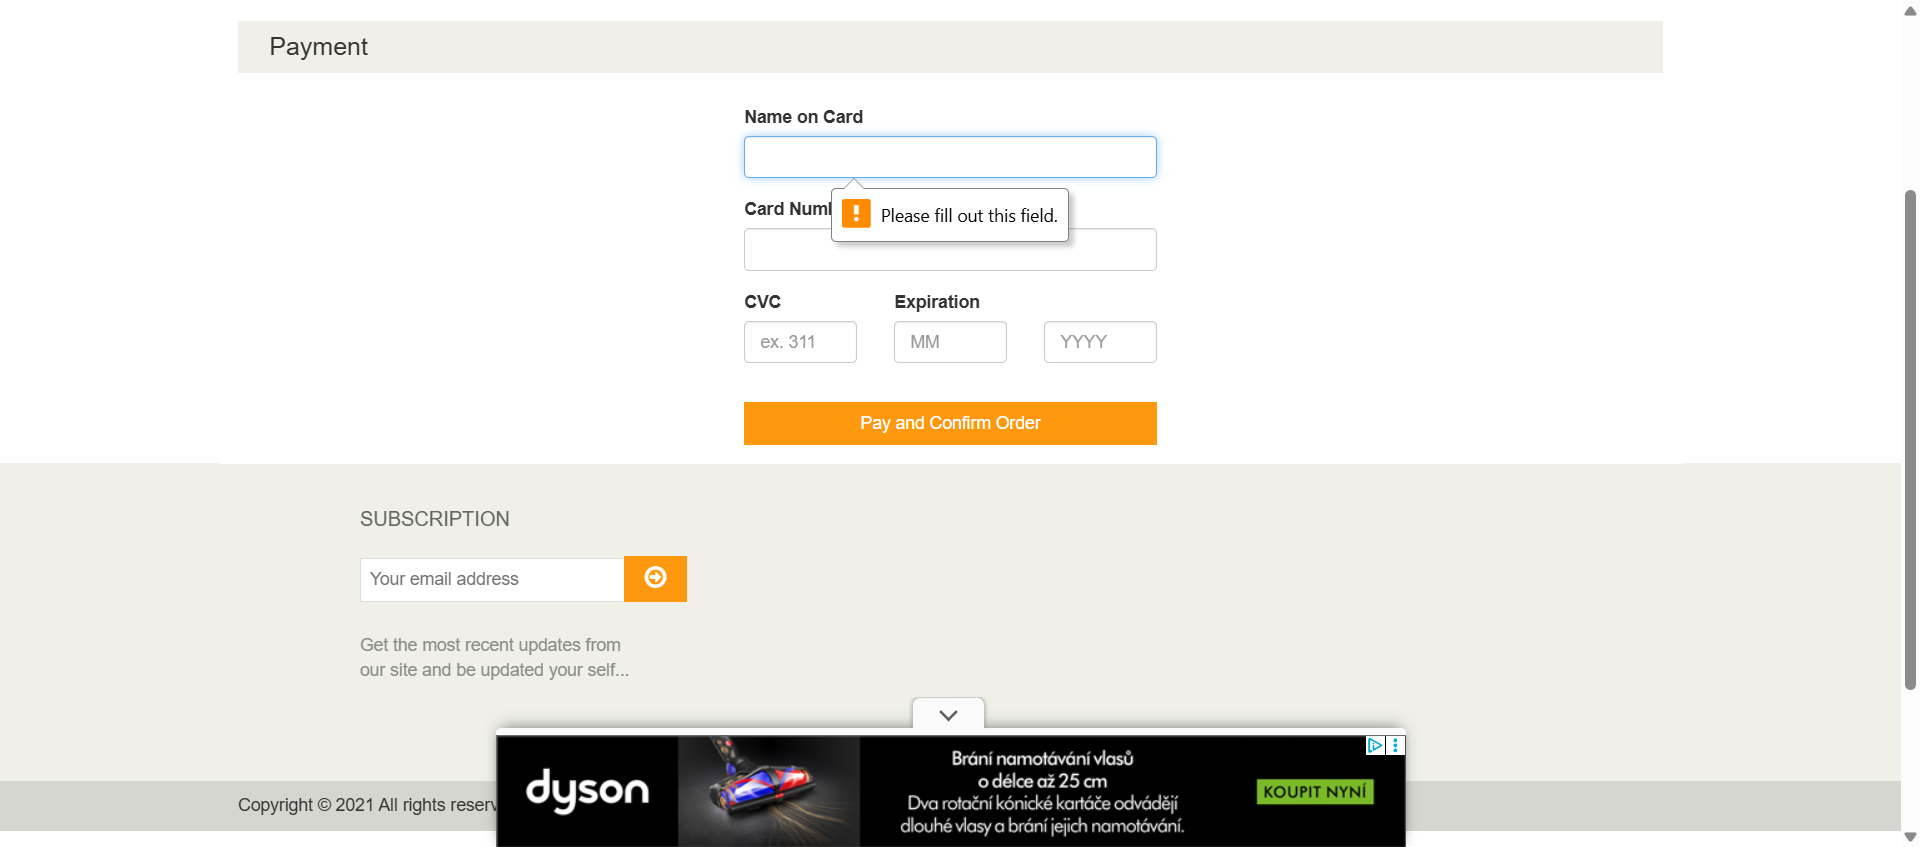 Payment
Name on Card
Please fill out this field.
Card Num
CVC
Expiration
ex. 311
MM
YYYY
Pay and Confirm Order
SUBSCRIPTION
Your email address
Get the most recent updates from
our site and be updated your self...
Copyright © 2021 All rights reserv
dyson
Brání namotávání vlasů
o délce až 25 cm
Dva rotační kónické kartáče odvádějí
dlouhé vlasy a brání jejich namotávání.
KOUPIT NYNÍ